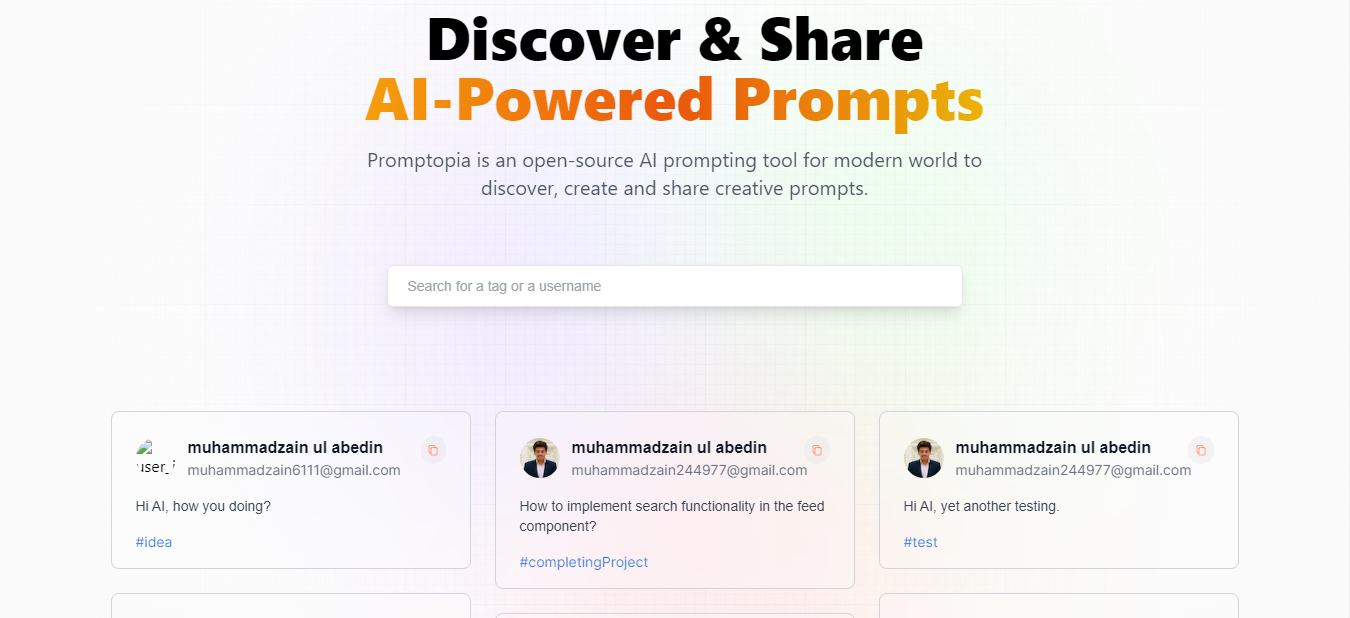 Discover & Share
AI-Powered Prompts
Promptopia is an open-source AI prompting tool for modern world to
discover, create and share creative prompts.
Search for a tag or a username
user_i
muhammadzain ul abedin
muhammadzain6111@gmail.com
Hi AI, how you doing?
#idea
muhammadzain ul abedin
muhammadzain244977@gmail.com
How to implement search functionality in the feed
component?
#completingProject
muhammadzain ul abedin
muhammadzain244977@gmail.com
Hi AI, yet another testing.
#test